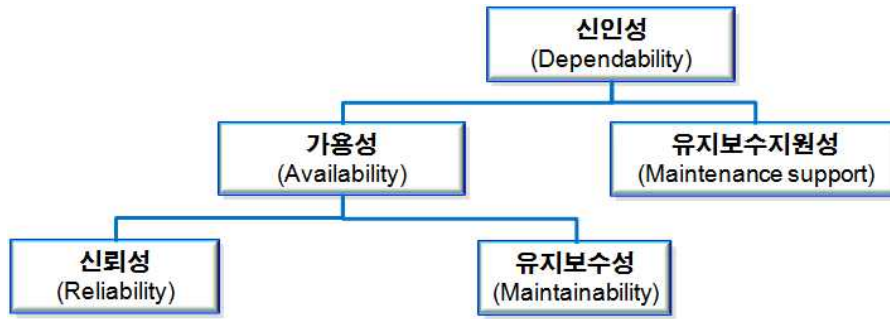 신인성
(Dependability)
가용성
(Availability)
유지보수지원성
(Maintenance support)
신뢰성
(Reliability)
유지보수성
(Maintainability)